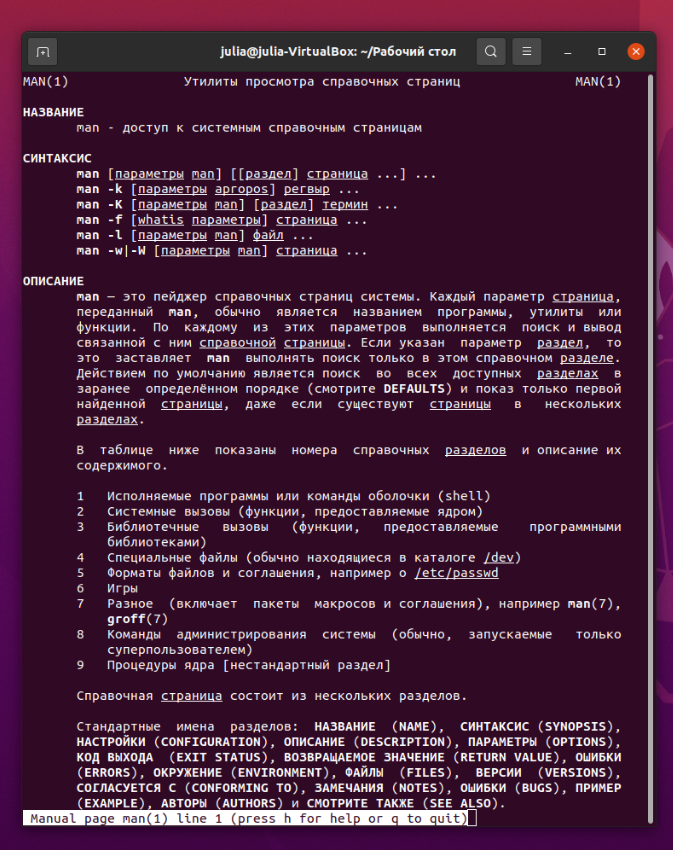 julia@julia-VirtualBox: ~/Рабочий стол
MAN(1) Утилиты просмотра справочных страниц MAN(1)
НАЗВАНИЕ
man - доступ к системным справочным страницам
СИНТАКСИС
man [параметры man] [[раздел] страница ...] ...
man -k [параметры apropos] регвыр ...
man -K [параметры man] [раздел] термин ...
man -f [whatis параметры] страница ...
man -l [параметры man] файл ...
man -w|-W [параметры man] страница ...
ОПИСАНИЕ
man — это пейджер справочных страниц системы. Каждый параметр страница,
переданный man, обычно является названием программы, утилиты или
функции. По каждому из этих параметров выполняется поиск и вывод
связанной с ним справочной страницы. Если указан параметр раздел, то
это заставляет man выполнять поиск только в этом справочном разделе.
Действием по умолчанию является поиск во всех доступных разделах в
заранее определённом порядке (смотрите DEFAULTS) и показ только первой
найденной страницы, даже если существуют страницы в нескольких
разделах.
В таблице ниже показаны номера справочных разделов и описание их
содержимого.
1 Исполняемые программы или команды оболочки (shell)
2 Системные вызовы (функции, предоставляемые ядром)
3 Библиотечные вызовы (функции, предоставляемые программными
библиотеками)
4 Специальные файлы (обычно находящиеся в каталоге /dev)
5 Форматы файлов и соглашения, например о /etc/passwd
6 Игры
7 Разное (включает пакеты макросов и соглашения), например man(7),
groff(7)
8 Команды администрирования системы (обычно, запускаемые только
суперпользователем)
9 Процедуры ядра [нестандартный раздел]
Справочная страница состоит из нескольких разделов.
Стандартные имена разделов: НАЗВАНИЕ (NAME), СИНТАКСИС (SYNOPSIS),
НАСТРОЙКИ (CONFIGURATION), ОПИСАНИЕ (DESCRIPTION), ПАРАМЕТРЫ (OPTIONS),
КОД ВЫХОДА (EXIT STATUS), ВОЗВРАЩАЕМОЕ ЗНАЧЕНИЕ (RETURN VALUE), ОШИБКИ
(ERRORS), ОКРУЖЕНИЕ (ENVIRONMENT), ФАЙЛЫ (FILES), ВЕРСИИ (VERSIONS),
СОГЛАСУЕТСЯ С (CONFORMING TO), ЗАМЕЧАНИЯ (NOTES), ОШИБКИ (BUGS), ПРИМЕР
(EXAMPLE), АВТОРЫ (AUTHORS) и СМОТРИТЕ ТАКЖЕ (SEE ALSO).
Manual page man(1) line 1 (press h for help or q to quit)